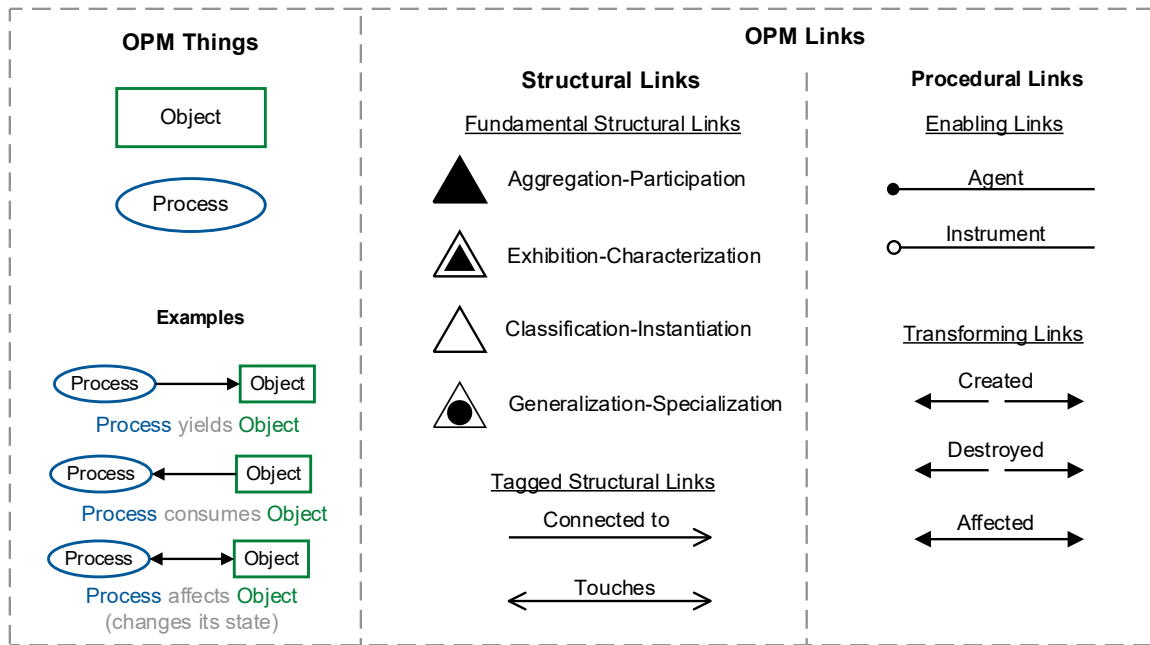 OPM Things
Object
Process
Examples
Process
Object
Process yields Object
Process
Object
Process consumes Object
Process
Object
Process affects Object
(changes its state)
OPM Links
Structural Links
Fundamental Structural Links
Aggregation-Participation
Exhibition-Characterization
Classification-Instantiation
Generalization-Specialization
Tagged Structural Links
Connected to
Touches
Procedural Links
Enabling Links
Agent
Instrument
Transforming Links
Created
Destroyed
Affected